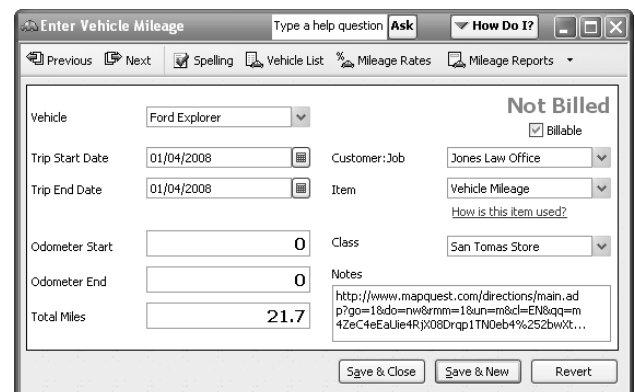 Enter Vehicle Mileage Type a help question Ask How Do I?
Previous Next Spelling Vehicle List Mileage Rates Mileage Reports
Not Billed
Vehicle Ford Explorer Billable
Trip Start Date 01/04/2008 Customer:Job Jones Law Office
Trip End Date 01/04/2008 Item Vehicle Mileage
How is this item used?
Odometer Start 0 Class San Tomas Store
Odometer End 0 Notes
Total Miles 21.7
http://www.mapquest.com/directions/main.ad
p?go=1&do=nw&rmm=1&un=m&cl=EN&qq=m
4ZeC4eEaUie4RjX08Drqp1TN0eb4%252bwXt...
Save & Close Save & New Revert